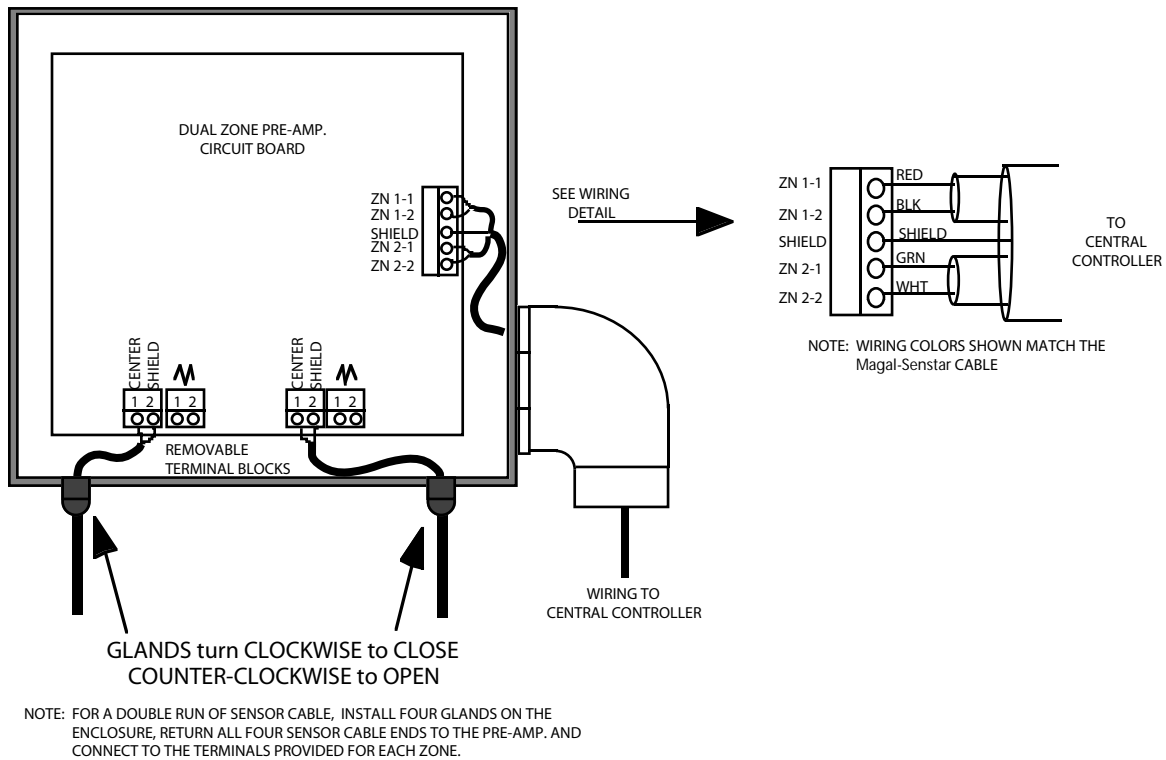 DUAL ZONE PRE-AMP.
CIRCUIT BOARD
ZN 1-1
ZN 1-2
SHIELD
ZN 2-1
ZN 2-2
SEE WIRING
DETAIL
ZN 1-1
ZN 1-2
SHIELD
ZN 2-1
ZN 2-2
RED
BLK
SHIELD
GRN
WHT
TO
CENTRAL
CONTROLLER
NOTE: WIRING COLORS SHOWN MATCH THE
Magal-Senstar CABLE
CENTER
SHIELD
1 2
1 2
CENTER
SHIELD
1 2
1 2
REMOVABLE
TERMINAL BLOCKS
WIRING TO
CENTRAL CONTROLLER
GLANDS turn CLOCKWISE to CLOSE
COUNTER-CLOCKWISE to OPEN
NOTE: FOR A DOUBLE RUN OF SENSOR CABLE, INSTALL FOUR GLANDS ON THE
ENCLOSURE, RETURN ALL FOUR SENSOR CABLE ENDS TO THE PRE-AMP. AND
CONNECT TO THE TERMINALS PROVIDED FOR EACH ZONE.